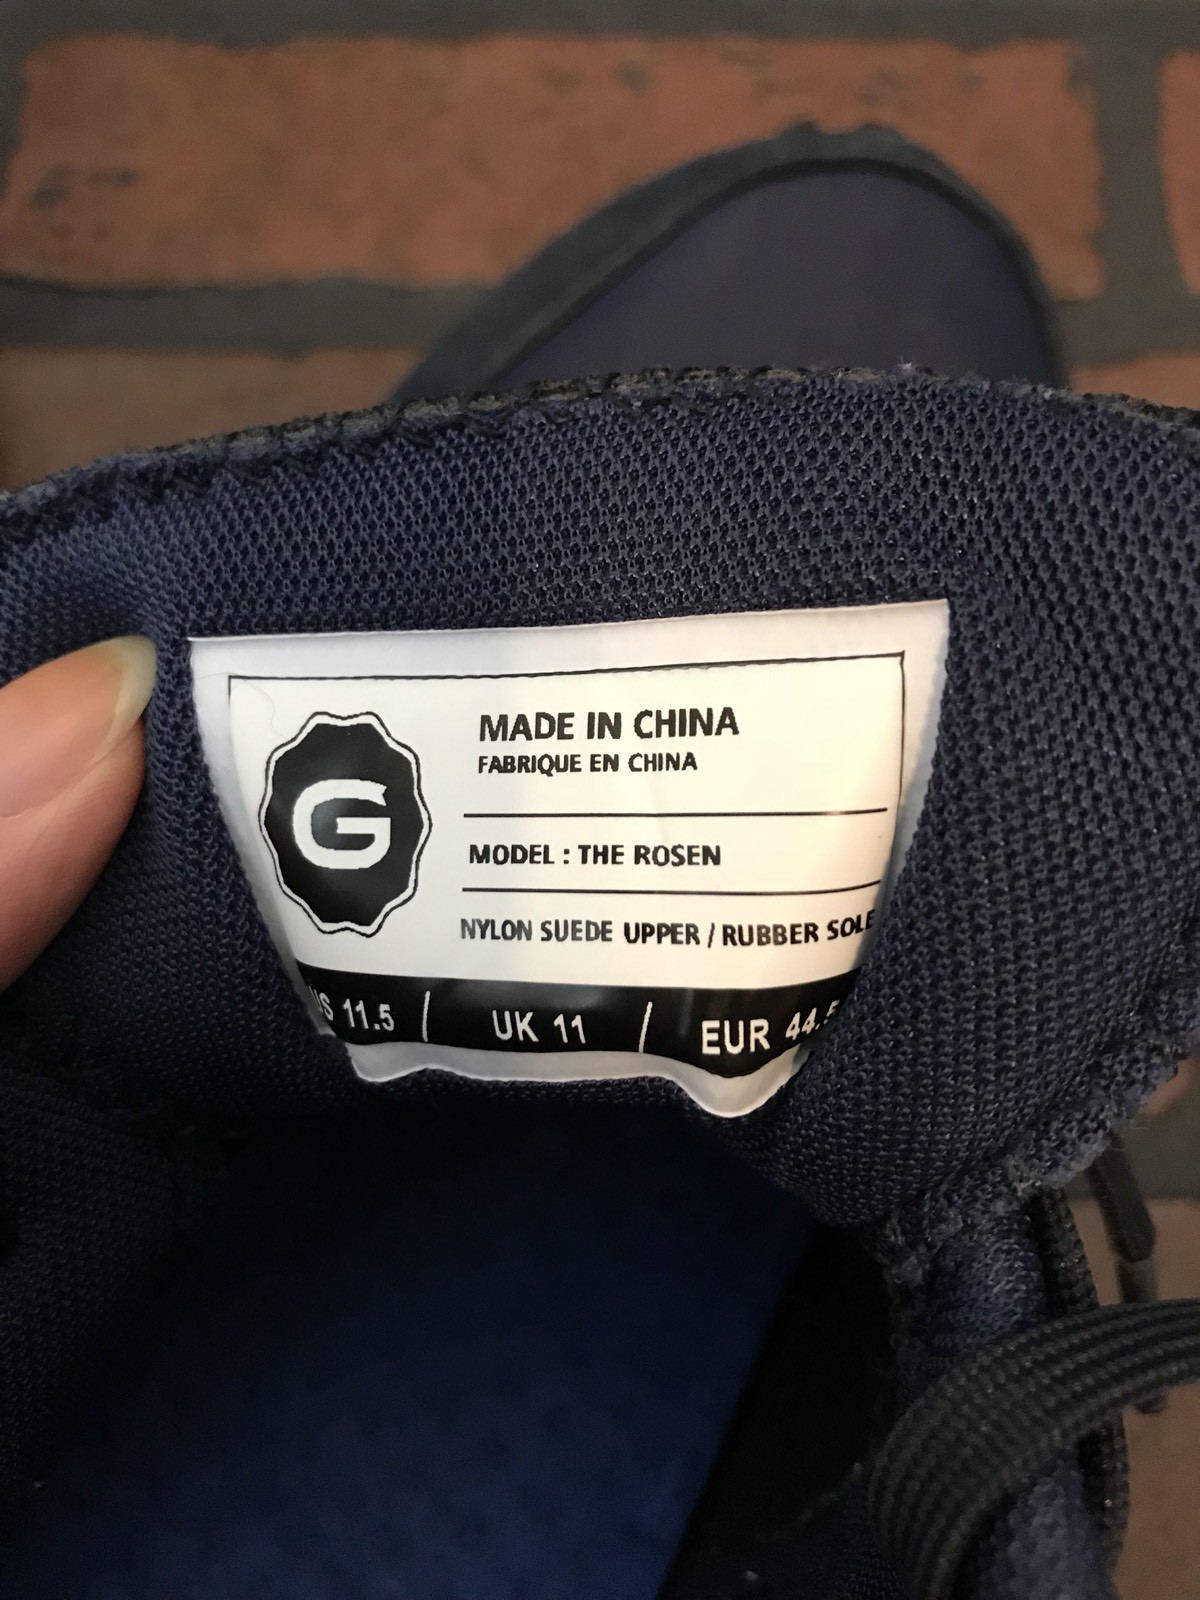 G
MADE IN CHINA
FABRIQUE EN CHINA
MODEL : THE ROSEN
NYLON SUEDE UPPER / RUBBER SOLE
US 11.5 | UK 11 | EUR 44.5